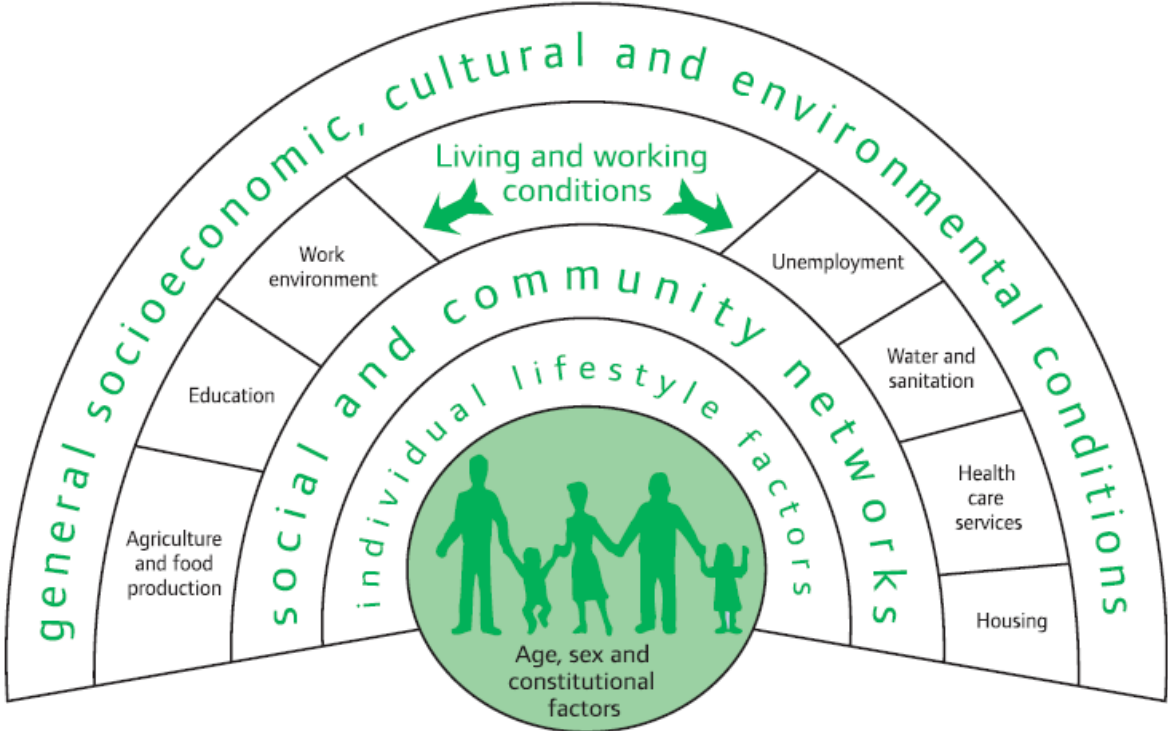 general socioeconomic, cultural and environmental conditions
Living and working
conditions
Work
environment
Education
Agriculture
and food
production
Unemployment
Water and
sanitation
Health
care
services
Housing
social and community networks
individual lifestyle factors
Age, sex and
constitutional
factors